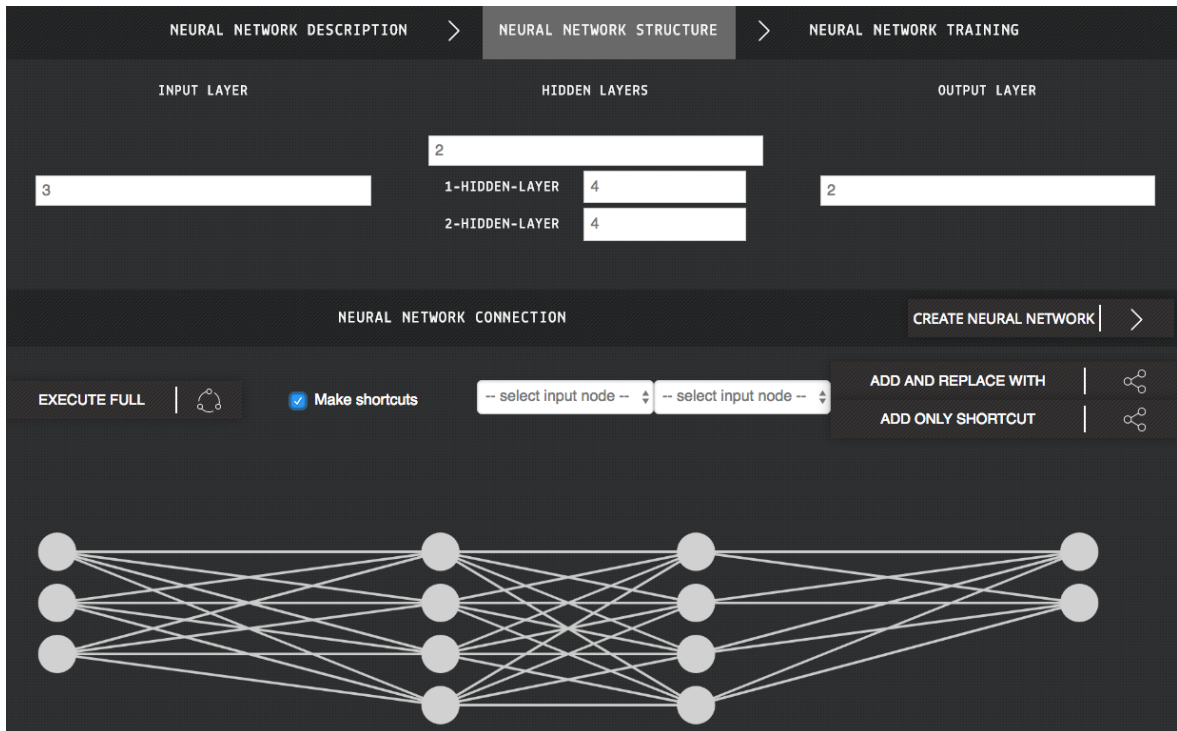 NEURAL NETWORK DESCRIPTION
NEURAL NETWORK STRUCTURE
NEURAL NETWORK TRAINING
INPUT LAYER
HIDDEN LAYERS
OUTPUT LAYER
2
3
1-HIDDEN-LAYER 4
2
2-HIDDEN-LAYER 4
NEURAL NETWORK CONNECTION
CREATE NEURAL NETWORK
EXECUTE FULL
Make shortcuts
-- select input node --
-- select input node --
ADD AND REPLACE WITH
ADD ONLY SHORTCUT